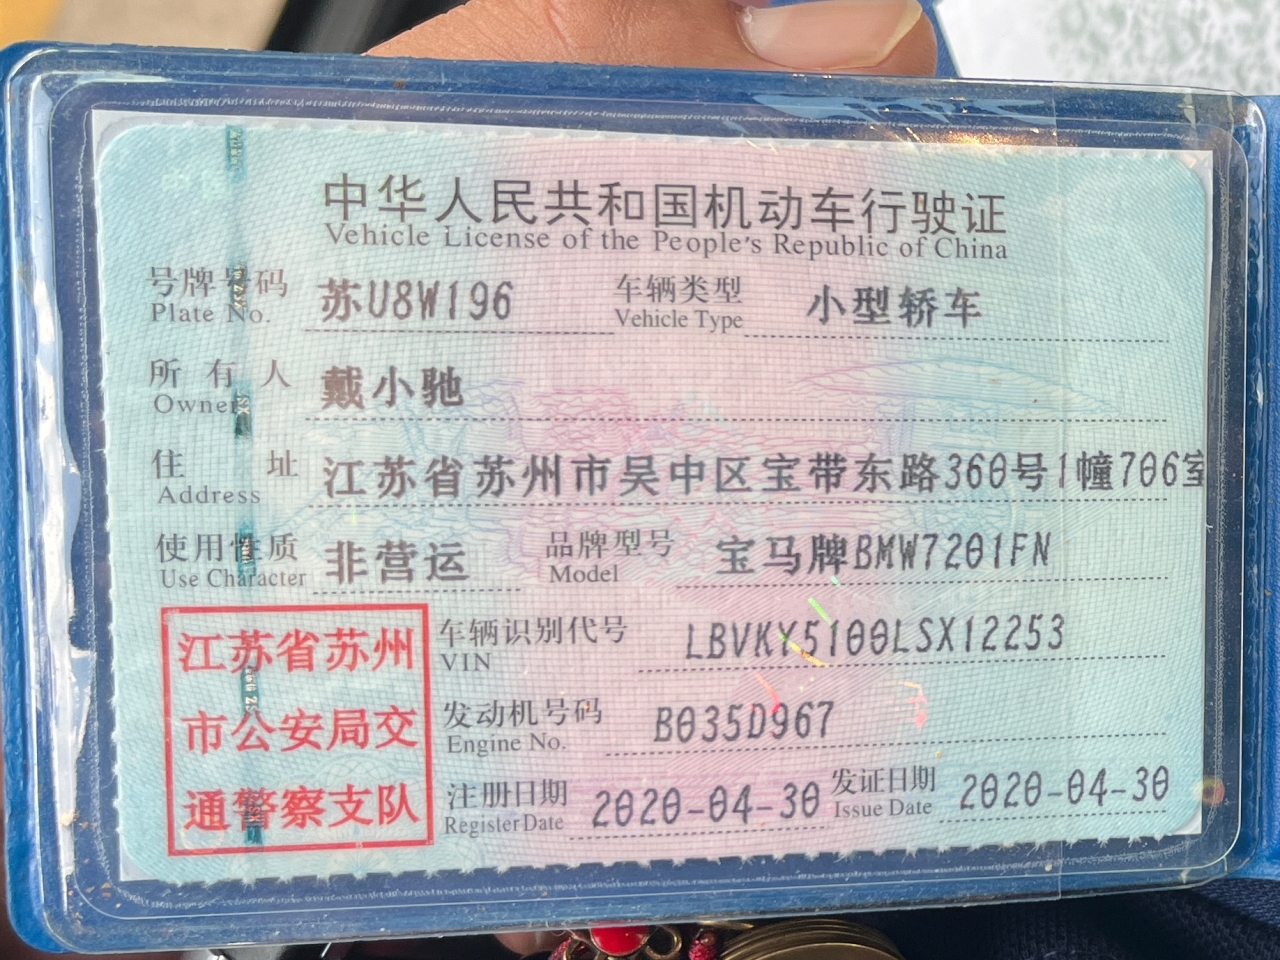 中华人民共和国机动车行驶证
Vehicle License of the People's Republic of China
号牌号码 苏U8W196 车辆类型 小型轿车
Plate No. Vehicle Type
所有人 戴小驰
Owner
住址 江苏省苏州市吴中区宝带东路360号1幢706室
Address
使用性质 非营运 品牌型号 宝马牌BMW7201FN
Use Character Model
江苏省苏州
市公安局交
通警察支队
车辆识别代号 LBVKY5100LSX12253
VIN
发动机号码 B035D967
Engine No.
注册日期 2020-04-30 发证日期 2020-04-30
Register Date Issue Date